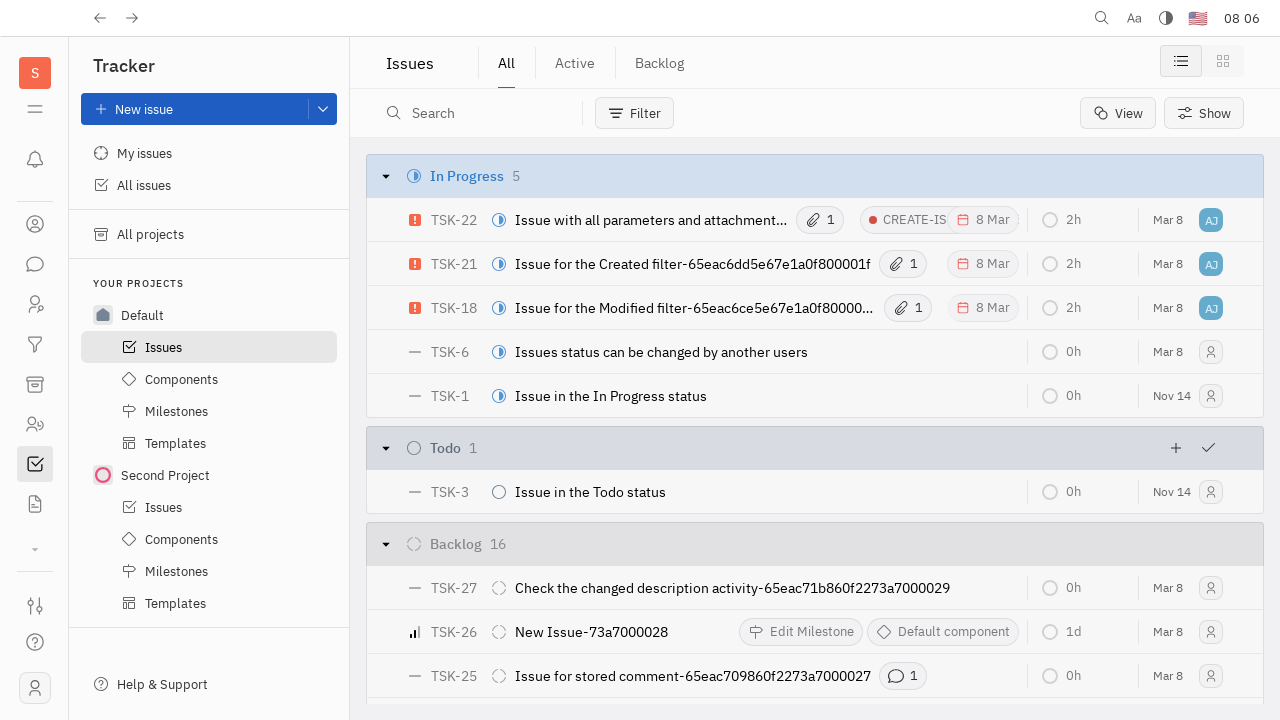 Aa
08 06
S
Tracker
New issue
My issues
All issues
All projects
YOUR PROJECTS
Default
Issues
Components
Milestones
Templates
Second Project
Issues
Components
Milestones
Templates
Help & Support
Issues
All
Active
Backlog
Search
Filter
View
Show
In Progress 5
TSK-22 Issue with all parameters and attachment... 1 CREATE-IS 8 Mar 2h Mar 8 AJ
TSK-21 Issue for the Created filter-65eac6dd5e67e1a0f800001f 1 8 Mar 2h Mar 8 AJ
TSK-18 Issue for the Modified filter-65eac6ce5e67e1a0f80000... 1 8 Mar 2h Mar 8 AJ
TSK-6 Issues status can be changed by another users 0h Mar 8
TSK-1 Issue in the In Progress status 0h Nov 14
Todo 1
TSK-3 Issue in the Todo status 0h Nov 14
Backlog 16
TSK-27 Check the changed description activity-65eac71b860f2273a7000029 0h Mar 8
TSK-26 New Issue-73a7000028 Edit Milestone Default component 1d Mar 8
TSK-25 Issue for stored comment-65eac709860f2273a7000027 1 0h Mar 8